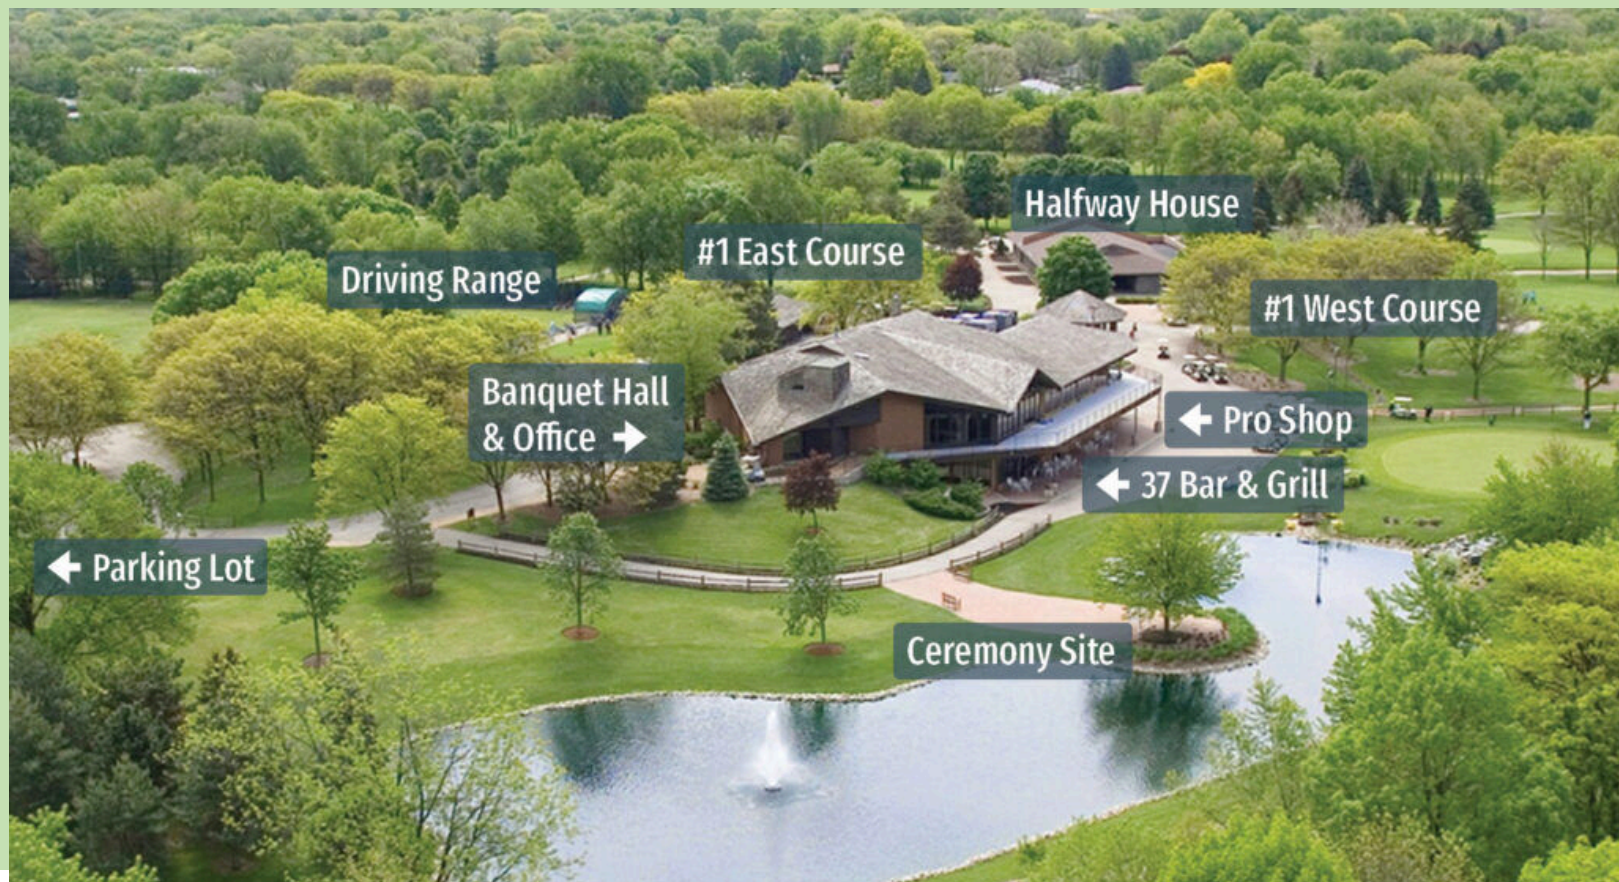 Halfway House
#1 East Course
Driving Range
#1 West Course
Banquet Hall
& Office →
← Pro Shop
← 37 Bar & Grill
← Parking Lot
Ceremony Site